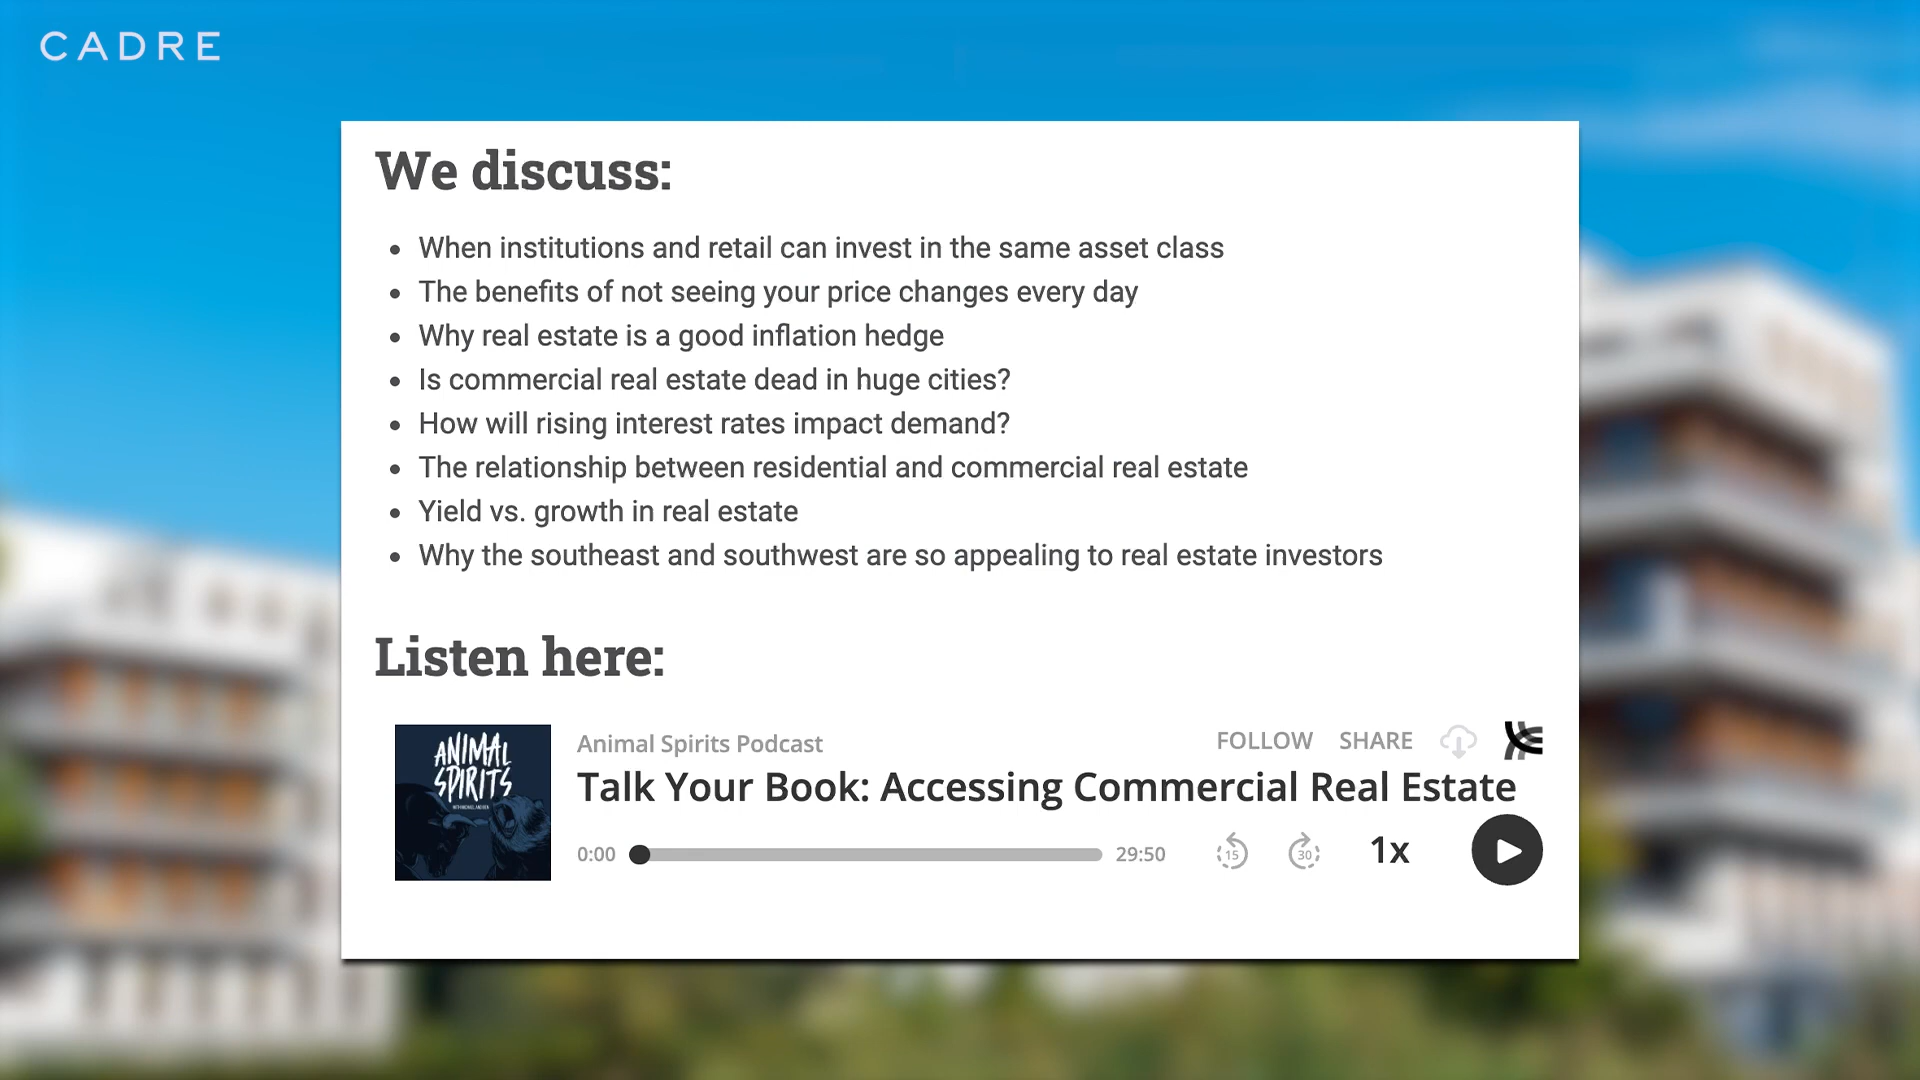 CADRE
We discuss:
When institutions and retail can invest in the same asset class
The benefits of not seeing your price changes every day
Why real estate is a good inflation hedge
Is commercial real estate dead in huge cities?
How will rising interest rates impact demand?
The relationship between residential and commercial real estate
Yield vs. growth in real estate
Why the southeast and southwest are so appealing to real estate investors
Listen here:
ANIMAL
SPIRITS
WITH MICHAEL AND BEN
Animal Spirits Podcast
FOLLOW SHARE
Talk Your Book: Accessing Commercial Real Estate
0:00 29:50 15 30 1x